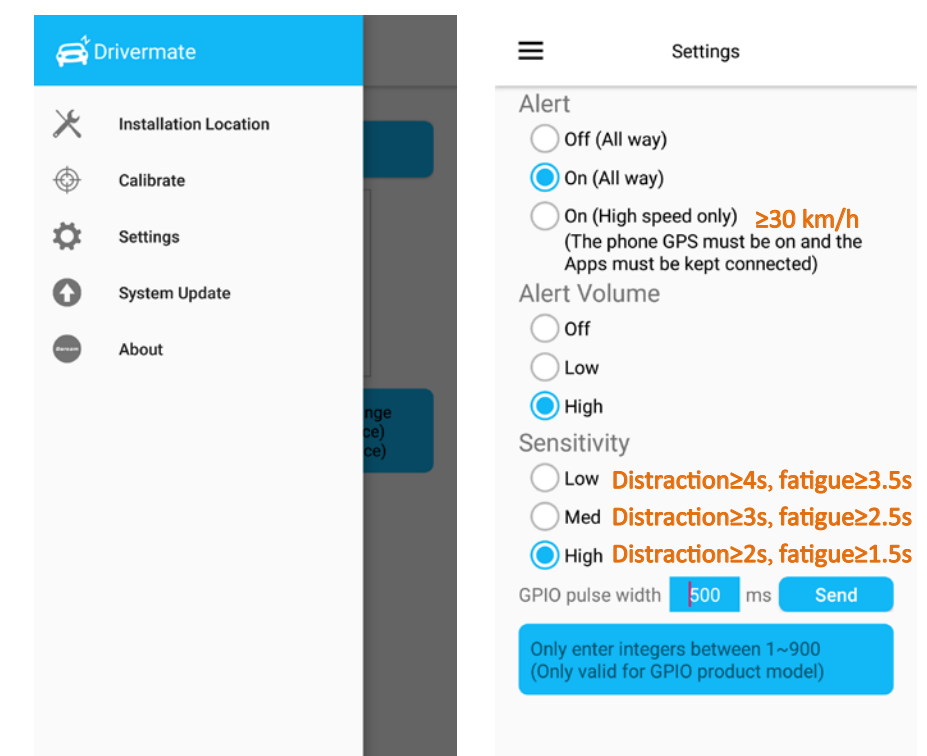 Drivermate
Installation Location
Calibrate
Settings
System Update
About
nge
ce)
ce)
Settings
Alert
Off (All way)
On (All way)
On (High speed only) ≥30 km/h
(The phone GPS must be on and the
Apps must be kept connected)
Alert Volume
Off
Low
High
Sensitivity
Low Distraction≥4s, fatigue≥3.5s
Med Distraction≥3s, fatigue≥2.5s
High Distraction≥2s, fatigue≥1.5s
GPIO pulse width 500 ms Send
Only enter integers between 1~900
(Only valid for GPIO product model)